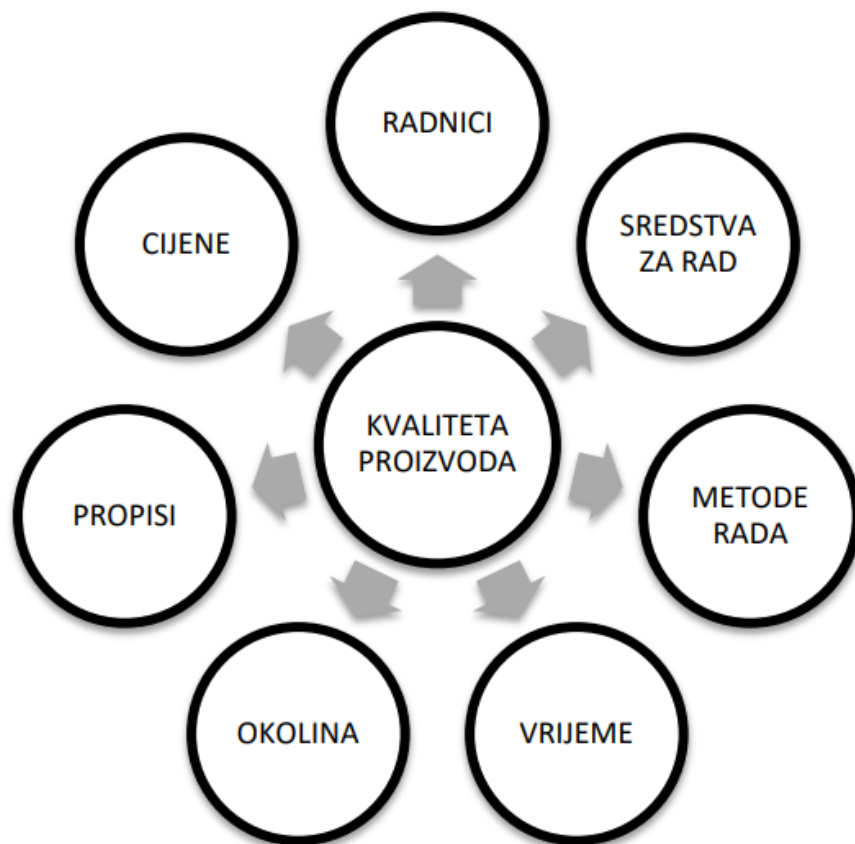 RADNICI
SREDSTVA
ZA RAD
METODE
RADA
VRIJEME
OKOLINA
PROPISI
CIJENE
KVALITETA
PROIZVODA